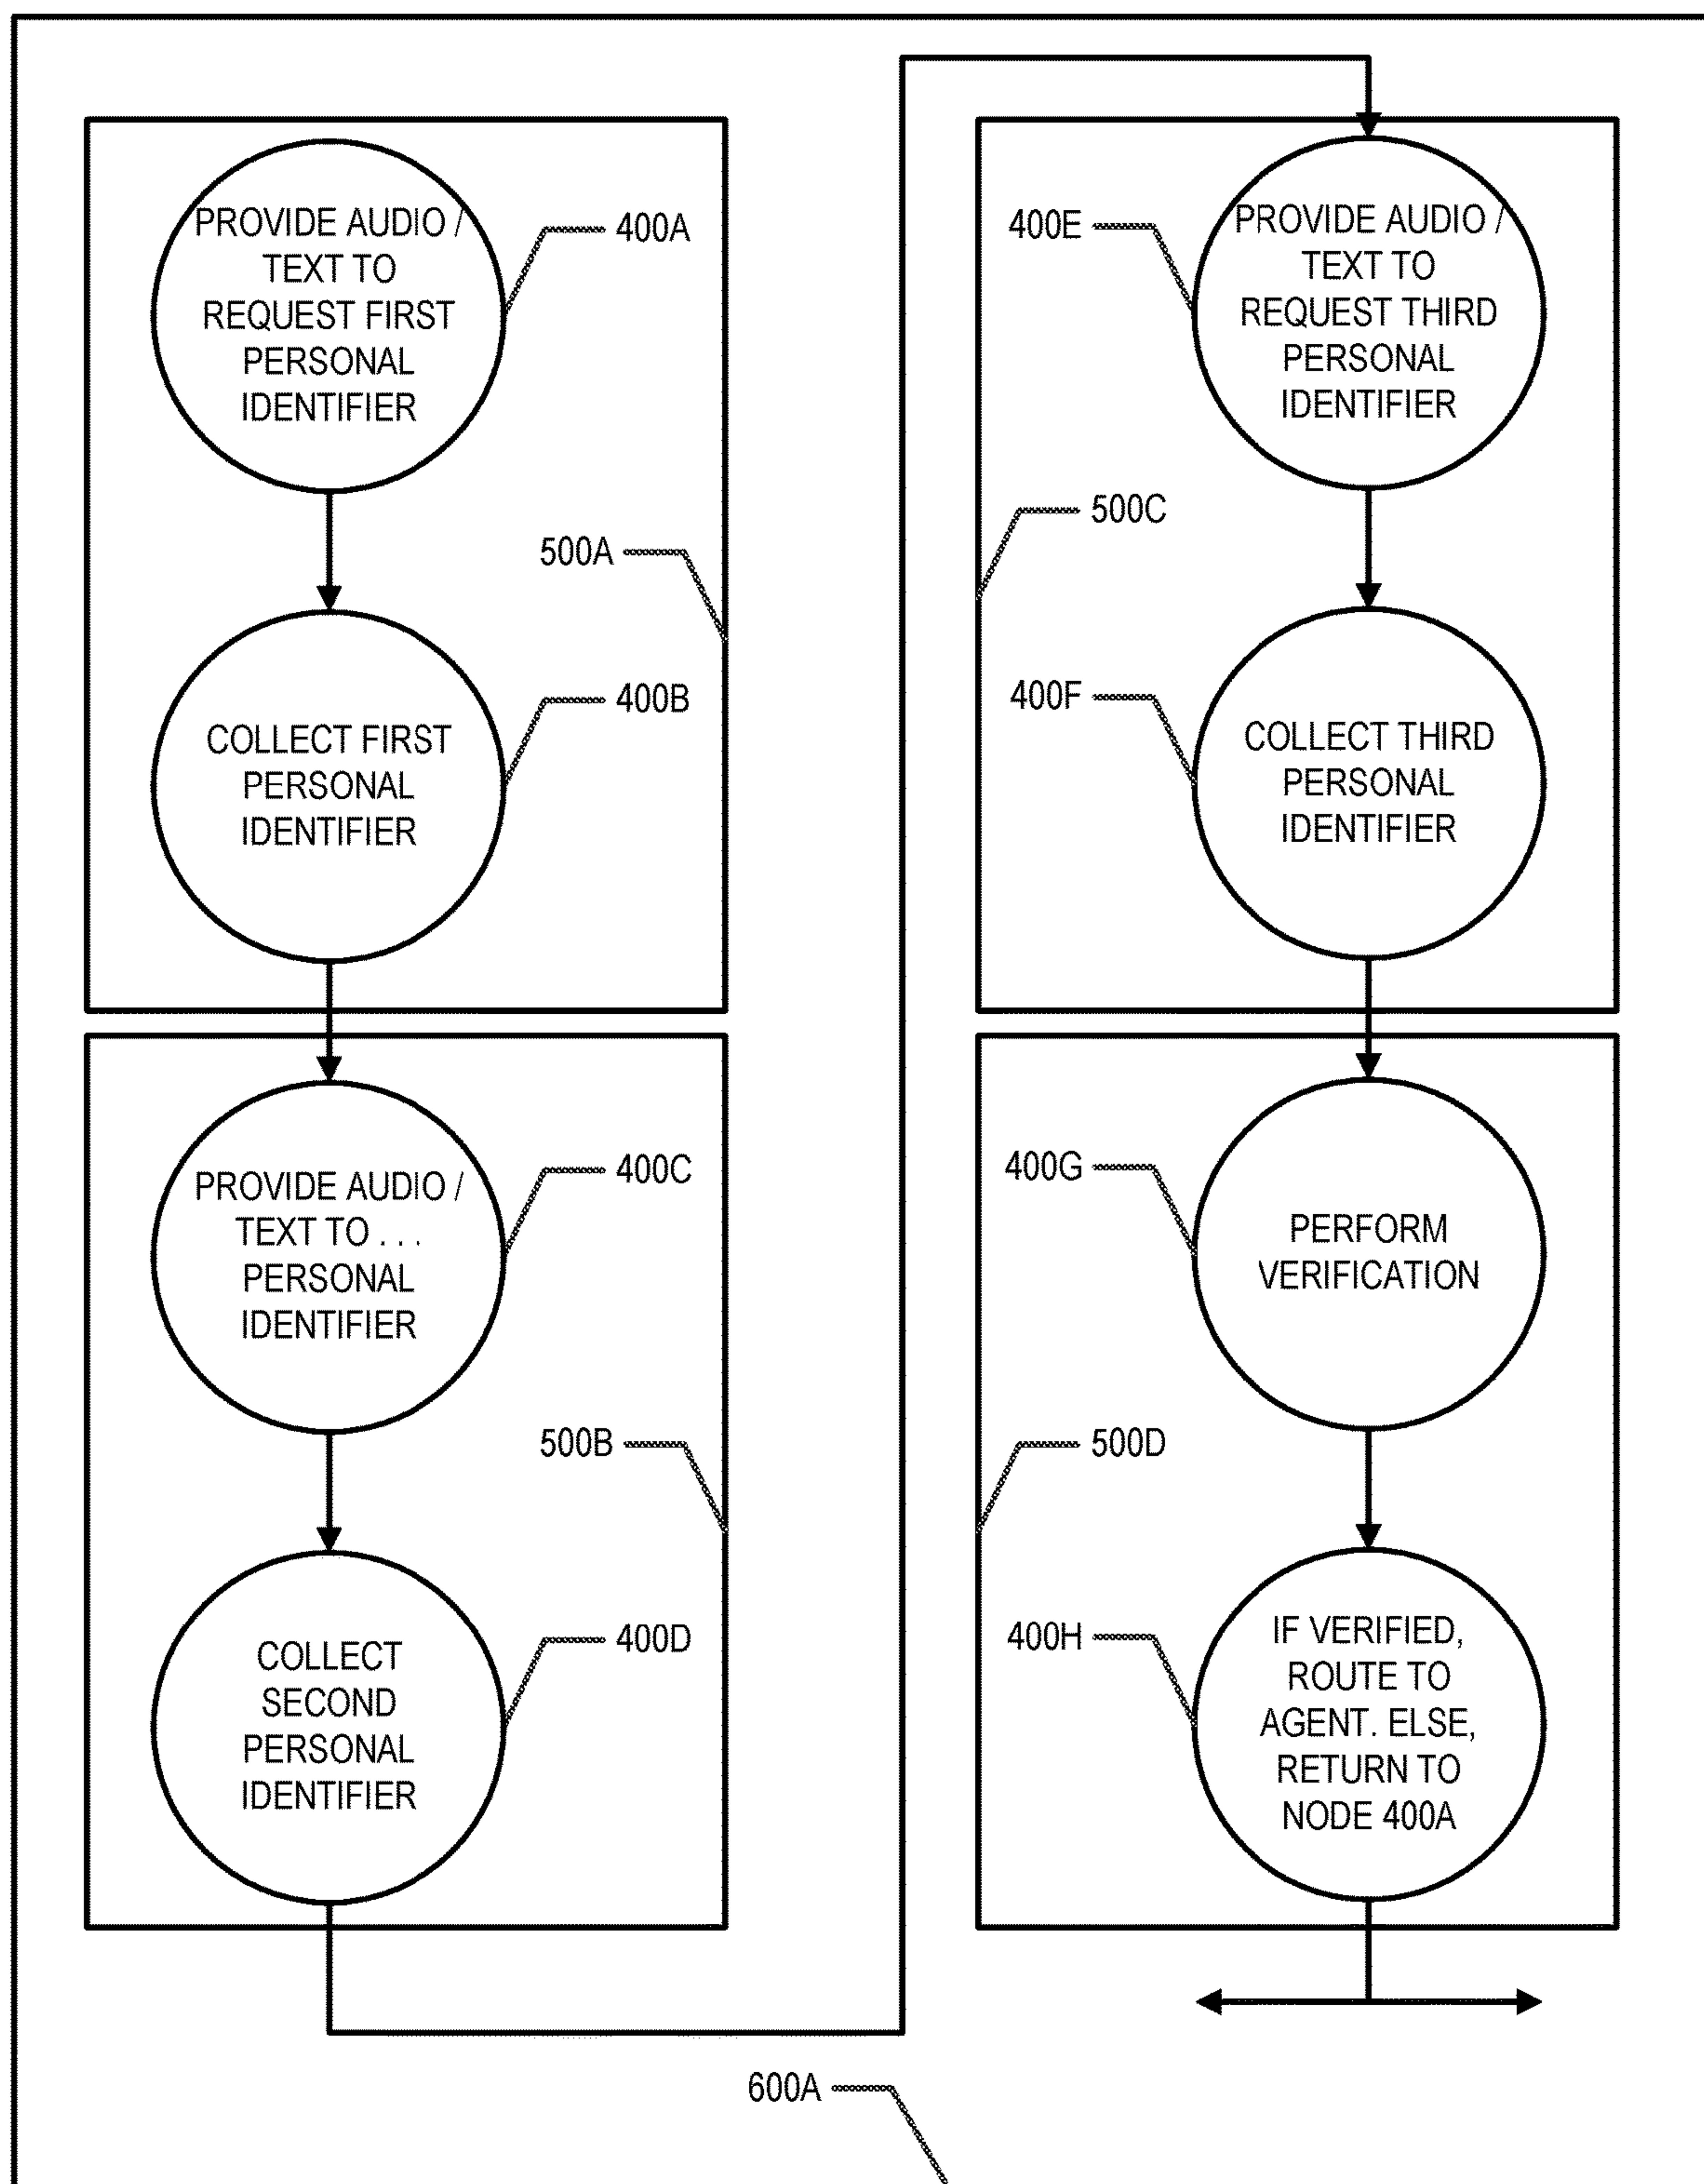 PROVIDE AUDIO /
TEXT TO
REQUEST FIRST
PERSONAL
IDENTIFIER
400A
500A
COLLECT FIRST
PERSONAL
IDENTIFIER
400B
PROVIDE AUDIO /
TEXT TO . . .
PERSONAL
IDENTIFIER
400C
500B
COLLECT
SECOND
PERSONAL
IDENTIFIER
400D
400E
PROVIDE AUDIO /
TEXT TO
REQUEST THIRD
PERSONAL
IDENTIFIER
500C
400F
COLLECT THIRD
PERSONAL
IDENTIFIER
400G
PERFORM
VERIFICATION
500D
400H
IF VERIFIED,
ROUTE TO
AGENT. ELSE,
RETURN TO
NODE 400A
600A